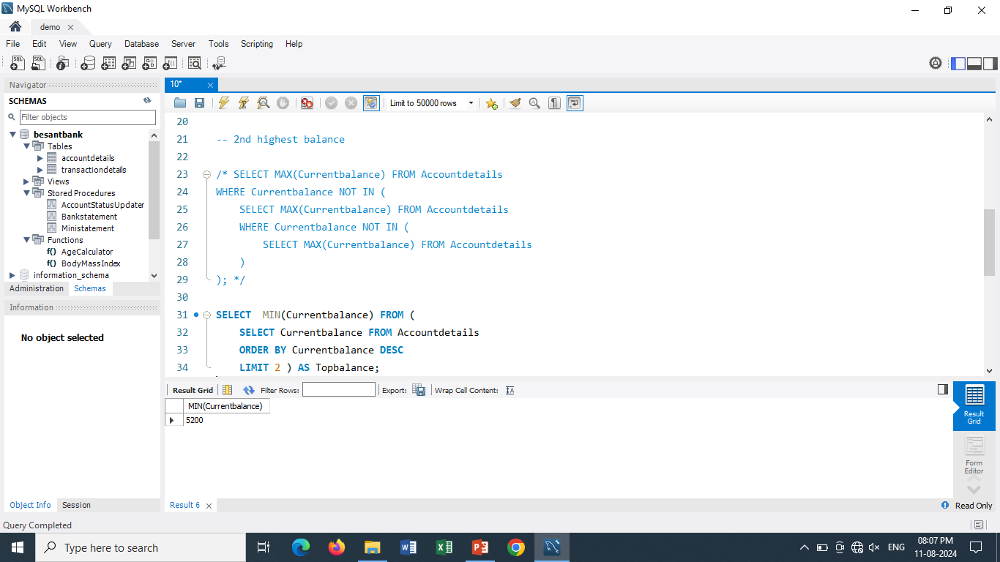 MySQL Workbench
demo
File Edit View Query Database Server Tools Scripting Help
Navigator
SCHEMAS
Filter objects
besantbank
Tables
accountdetails
transactiondetails
Views
Stored Procedures
AccountStatusUpdater
Bankstatement
Ministatement
Functions
f() AgeCalculator
f() BodyMassIndex
information_schema
Administration Schemas
Information
No object selected
Object Info Session
10*
Limit to 50000 rows
20
21 -- 2nd highest balance
22
23 /* SELECT MAX(Currentbalance) FROM Accountdetails
24 WHERE Currentbalance NOT IN (
25 SELECT MAX(Currentbalance) FROM Accountdetails
26 WHERE Currentbalance NOT IN (
27 SELECT MAX(Currentbalance) FROM Accountdetails
28 )
29 ); */
30
31 SELECT MIN(Currentbalance) FROM (
32 SELECT Currentbalance FROM Accountdetails
33 ORDER BY Currentbalance DESC
34 LIMIT 2 ) AS Topbalance;
Result Grid Filter Rows: Export: Wrap Cell Content:
MIN(Currentbalance)
5200
Result
Grid
Form
Editor
Result 6
Read Only
Query Completed
Type here to search
ENG
08:07 PM
11-08-2024